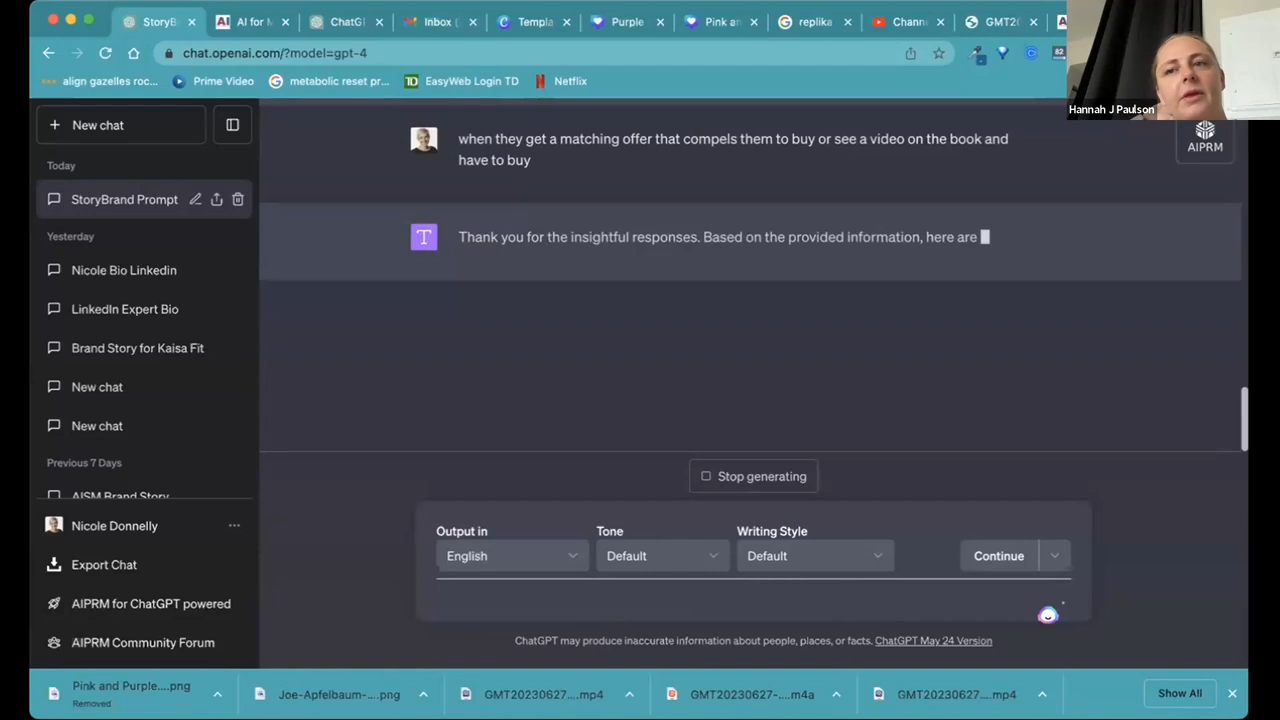 StoryB
AI for M
ChatG
Inbox (
Templa
Purple
Pink an
replika
Chann
GMT20
chat.openai.com/?model=gpt-4
82
align gazelles roc...
Prime Video
metabolic reset pr...
EasyWeb Login TD
Netflix
Hannah J Paulson
New chat
AIPRM
Today
StoryBrand Prompt
Yesterday
Nicole Bio Linkedin
LinkedIn Expert Bio
Brand Story for Kaisa Fit
New chat
New chat
Previous 7 Days
AISM Brand Story
Nicole Donnelly
Export Chat
AIPRM for ChatGPT powered
AIPRM Community Forum
when they get a matching offer that compels them to buy or see a video on the book and
have to buy
Thank you for the insightful responses. Based on the provided information, here are
Stop generating
Output in
Tone
Writing Style
English
Default
Default
Continue
ChatGPT may produce inaccurate information about people, places, or facts. ChatGPT May 24 Version
Pink and Purple....png
Removed
Joe-Apfelbaum-....png
GMT20230627....mp4
GMT20230627-...m4a
GMT20230627....mp4
Show All